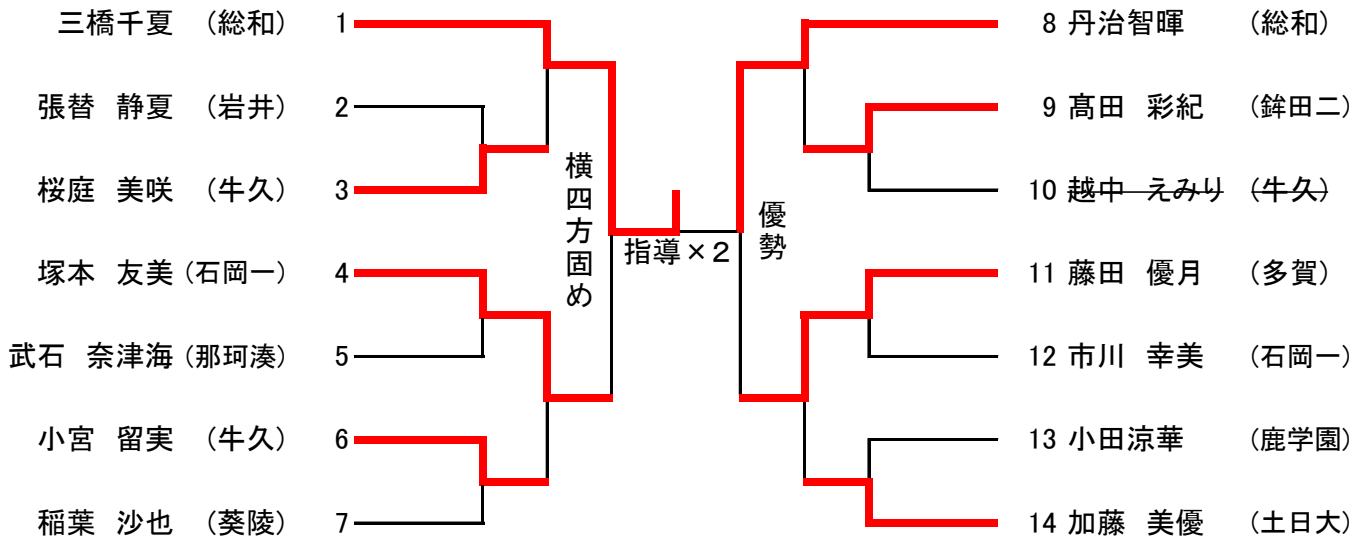 三橋千夏 (総和) 1
張替 静夏 (岩井) 2
桜庭 美咲 (牛久) 3
塚本 友美 (石岡一) 4
武石 奈津海 (那珂湊) 5
小宮 留実 (牛久) 6
稲葉 沙也 (葵陵) 7
横四方固め
指導×2
優勢
8 丹治智暉 (総和)
9 髙田 彩紀 (鉾田二)
10 越中 えみり (牛久)
11 藤田 優月 (多賀)
12 市川 幸美 (石岡一)
13 小田涼華 (鹿学園)
14 加藤 美優 (土日大)